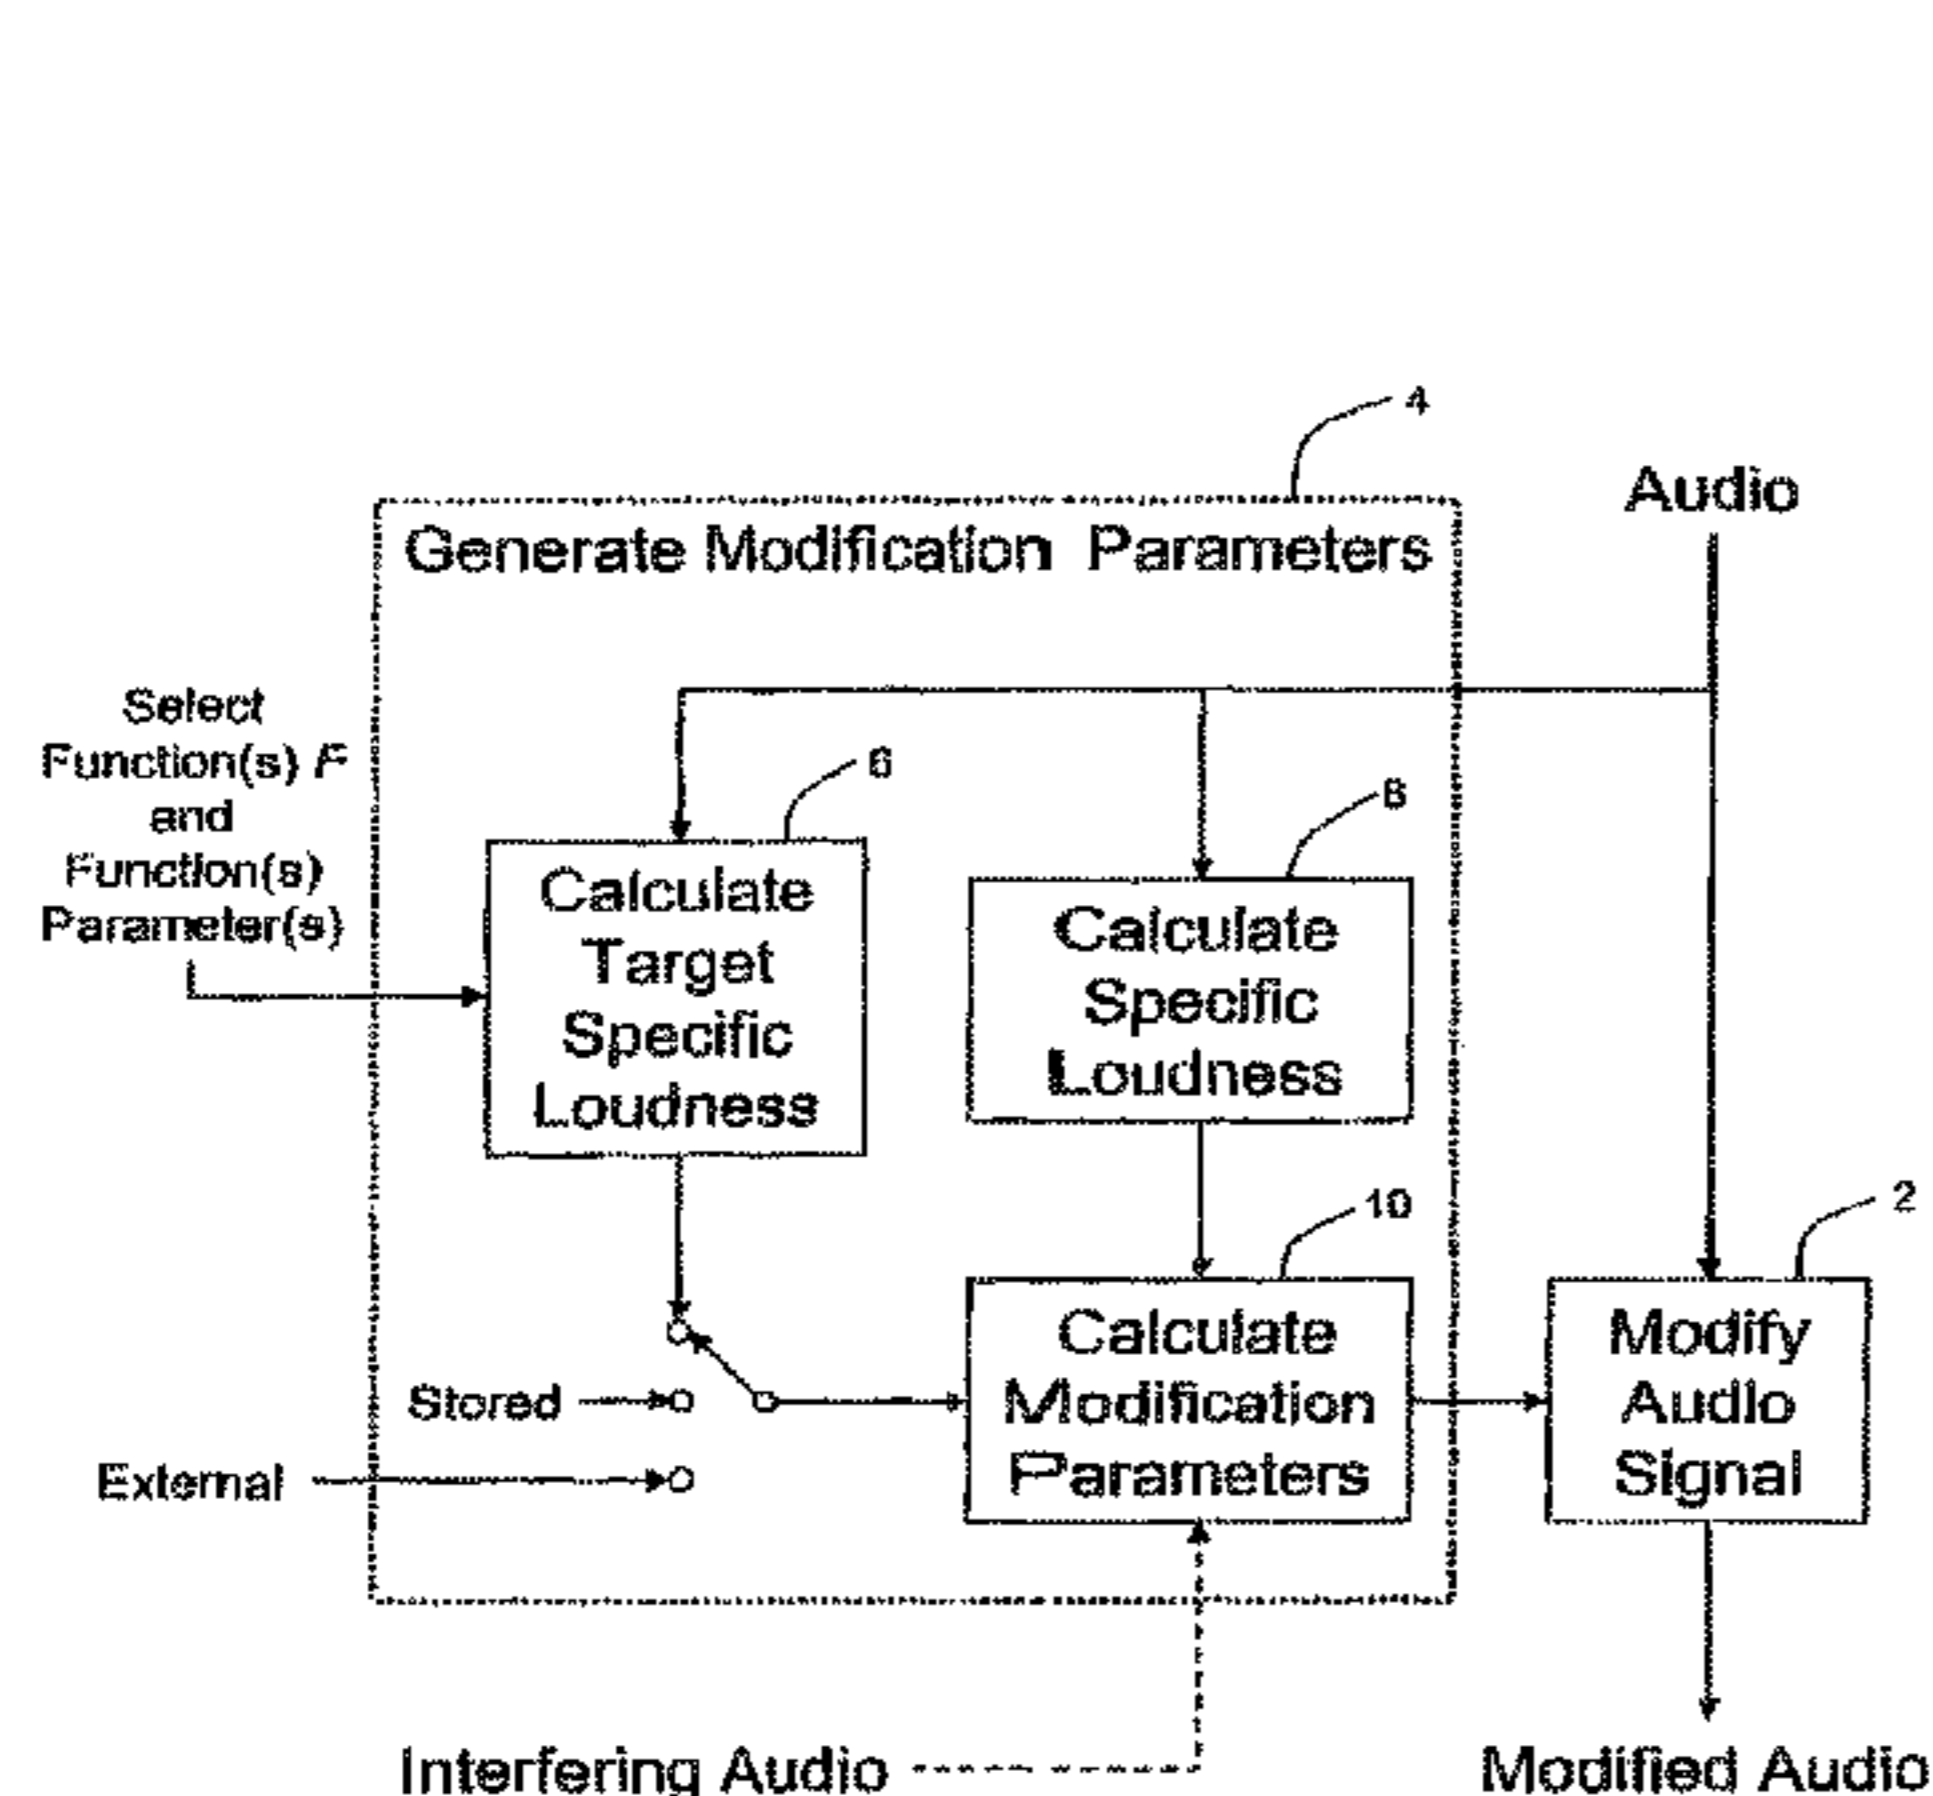 4
Audio
Generate Modification Parameters
Select
Function(s) F
and
Function(s)
Parameter(s)
6
8
Calculate
Target
Specific
Loudness
Calculate
Specific
Loudness
10
2
Calculate
Modification
Parameters
Modify
Audio
Signal
Stored
External
Interfering Audio
Modified Audio